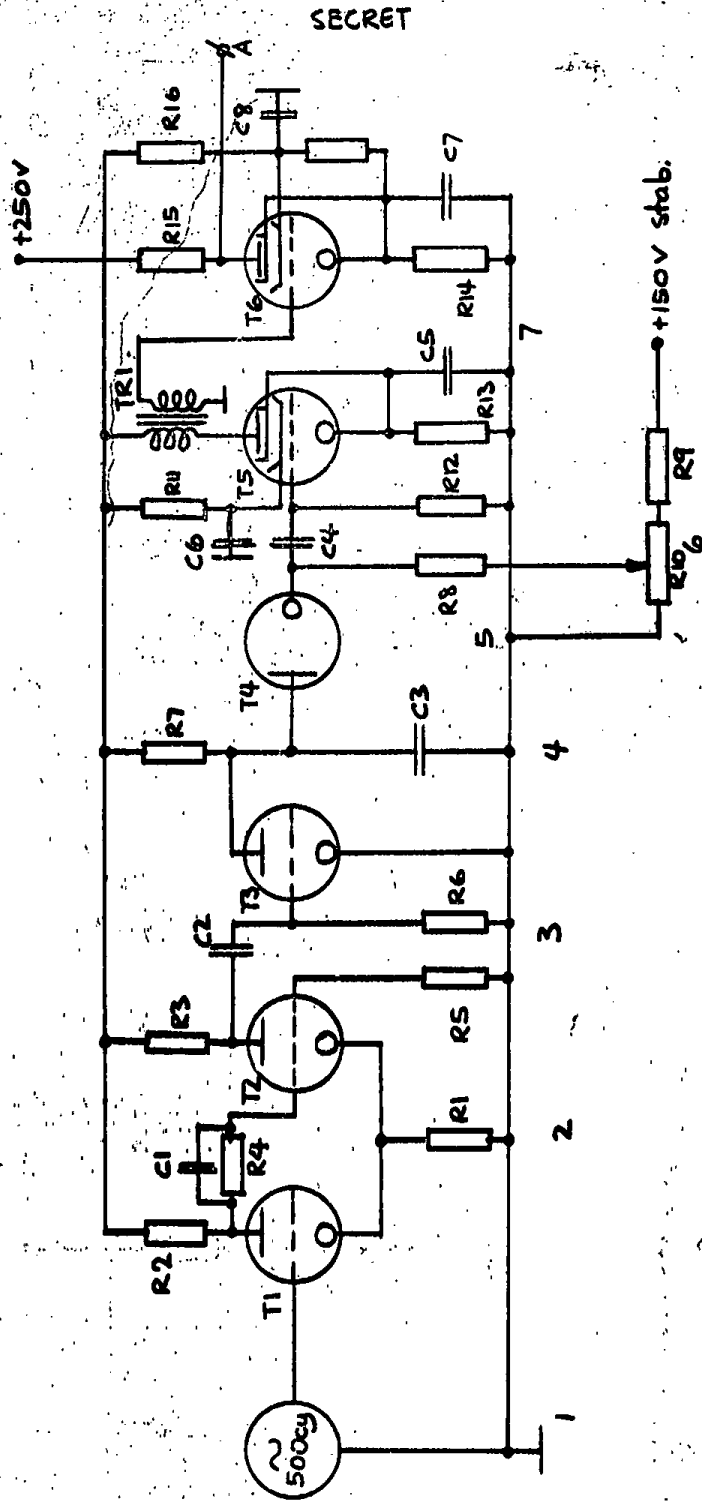 SECRET
+250V
A
R2
C1
R4
R3
C2
R7
R11
C6
TR1.
R15
R16
C8
500cy
T1
T2
T3
T4
C4
T5
T6
R1
R5
R6
C3
R8
R12
R13
C5
R14
C7
1
2
3
4
5
6
7
R10
R9
+150V stab.